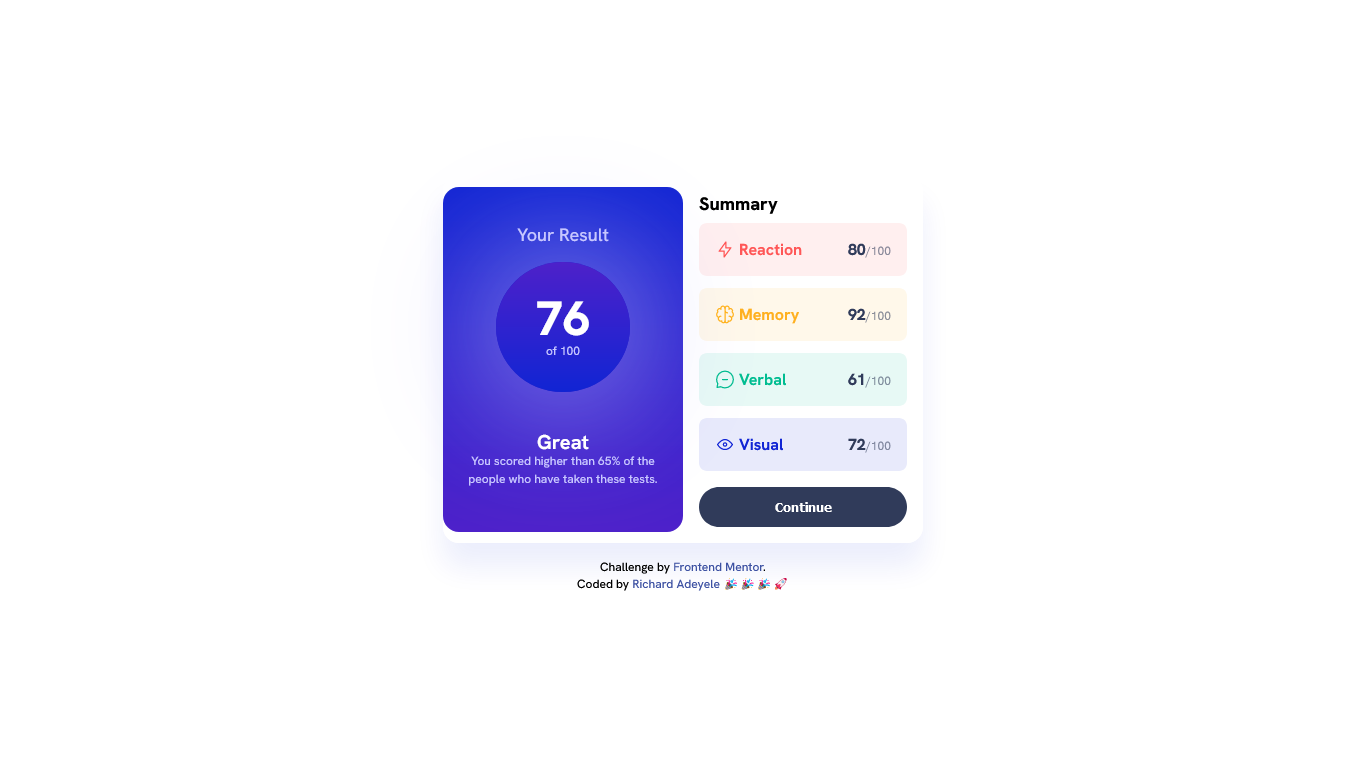 Your Result
76
of 100
Great
You scored higher than 65% of the
people who have taken these tests.
Summary
Reaction 80/100
Memory 92/100
Verbal 61/100
Visual 72/100
Continue
Challenge by Frontend Mentor.
Coded by Richard Adeyele 🎉 🎉 🎉 🚀